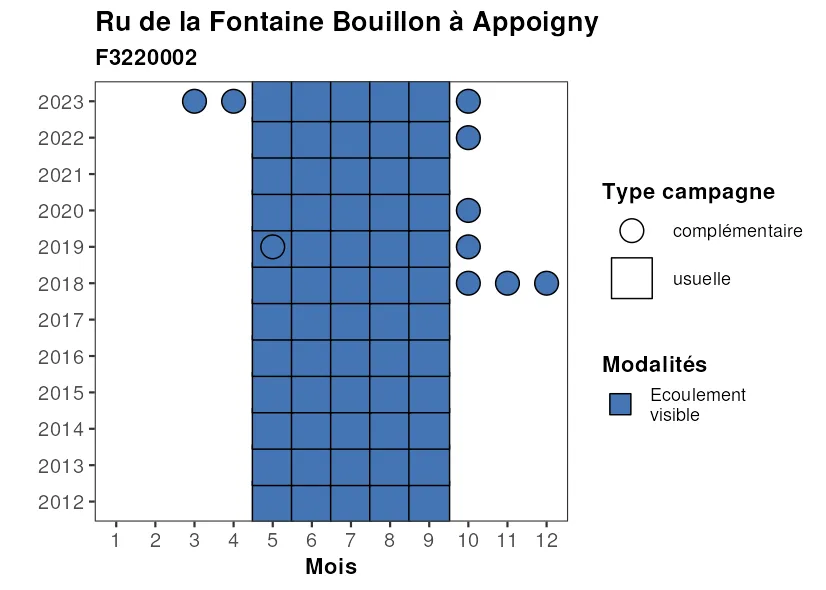 Ru de la Fontaine Bouillon à Appoigny
F3220002
2023
2022
2021
2020
2019
2018
2017
2016
2015
2014
2013
2012
1 2 3 4 5 6 7 8 9 10 11 12
Mois
Type campagne
complémentaire
usuelle
Modalités
Ecoulement
visible